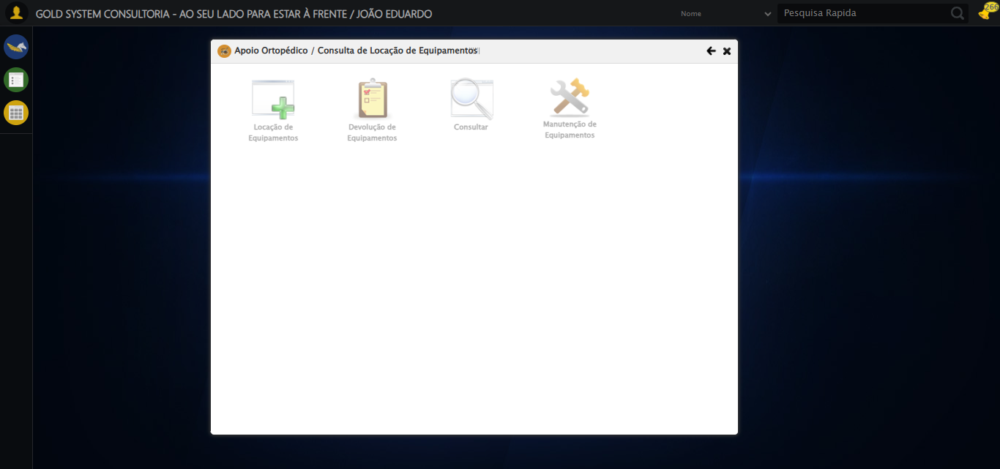 GOLD SYSTEM CONSULTORIA - AO SEU LADO PARA ESTAR À FRENTE / JOÃO EDUARDO
Nome
Pesquisa Rapida
266
Apoio Ortopédico / Consulta de Locação de Equipamentos
Locação de
Equipamentos
Devolução de
Equipamentos
Consultar
Manutenção de
Equipamentos